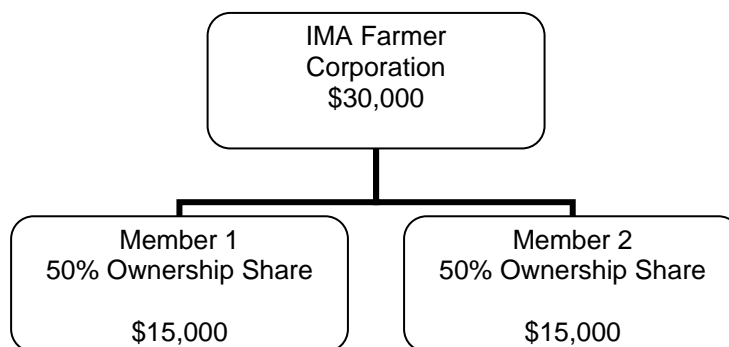 IMA Farmer
Corporation
$30,000
Member 1
50% Ownership Share
$15,000
Member 2
50% Ownership Share
$15,000